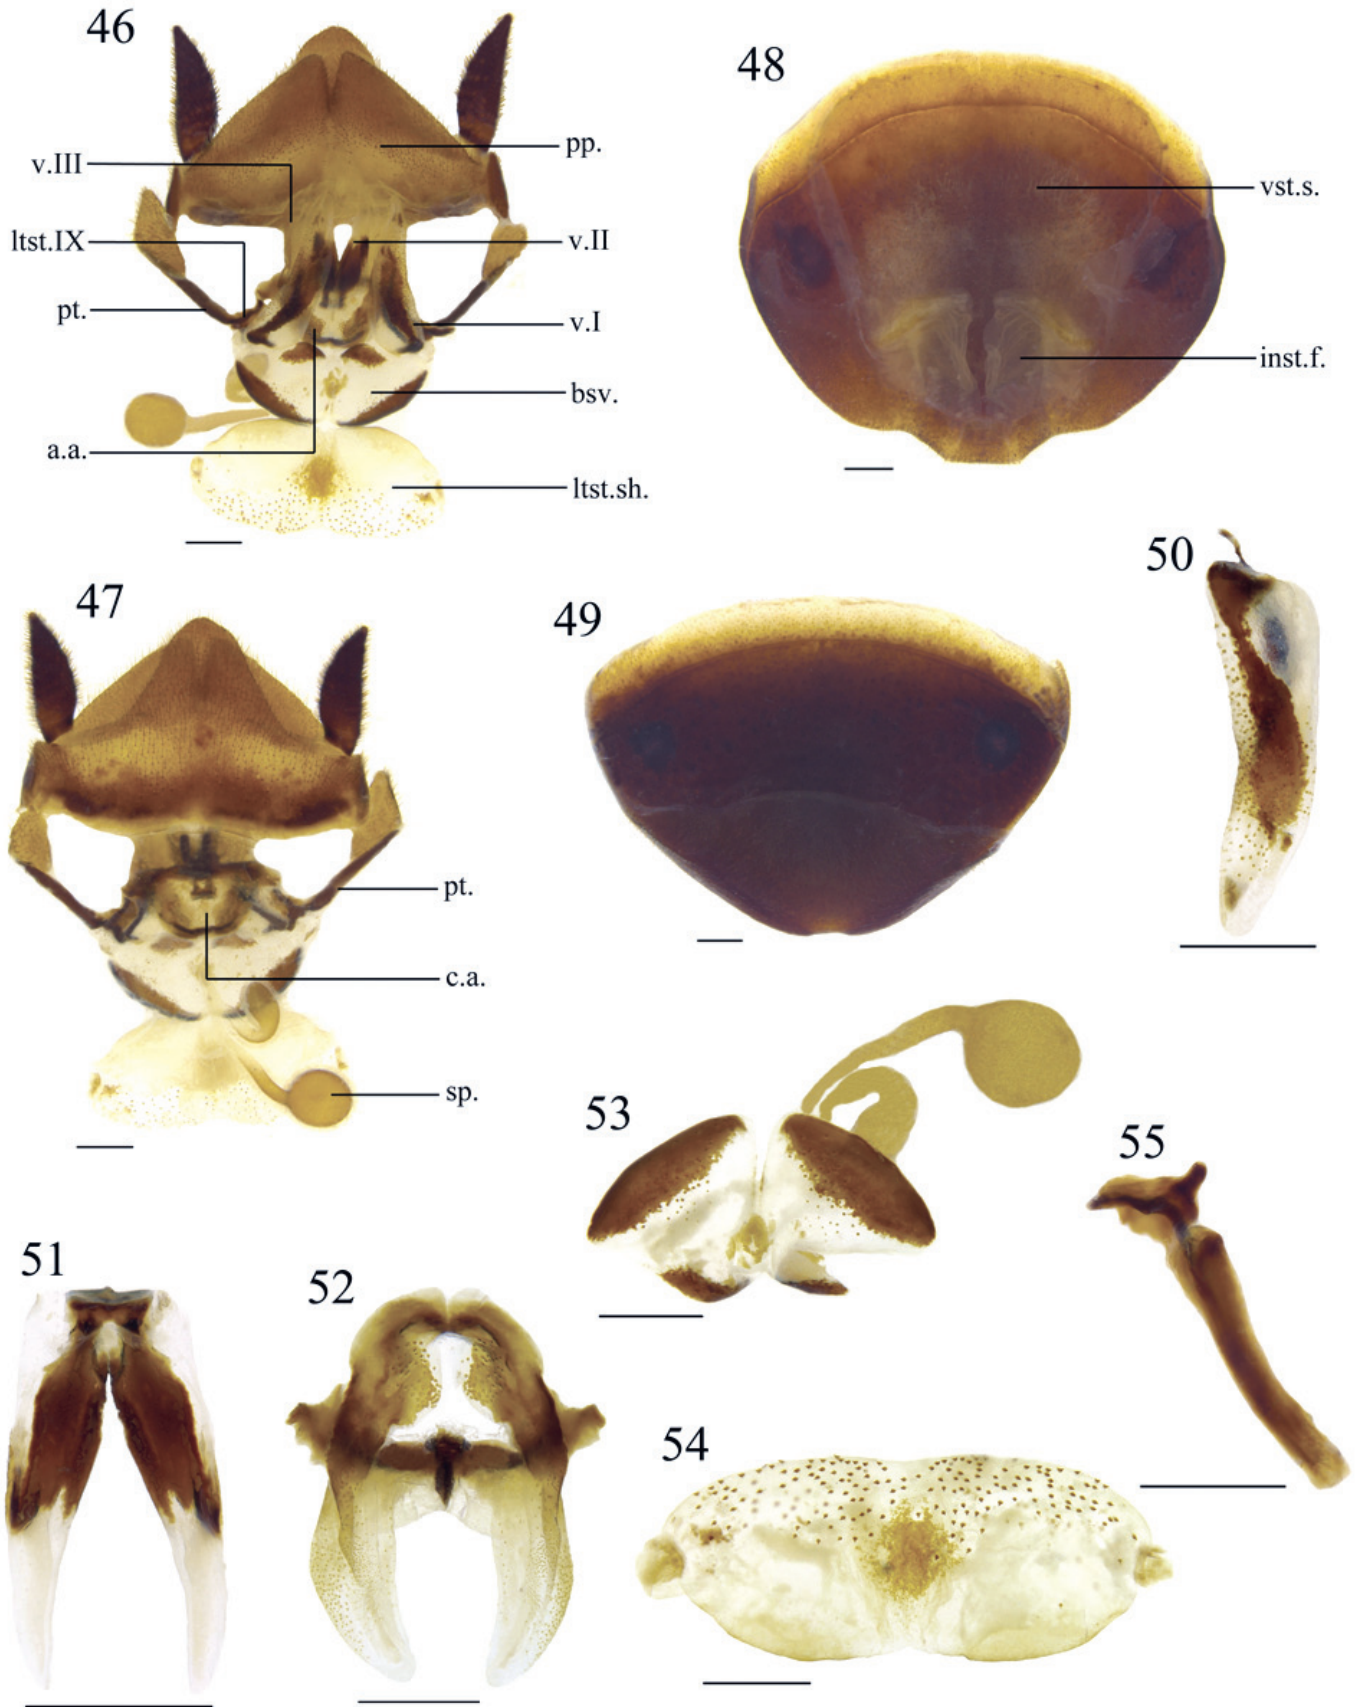 46
v.III
ltst.IX
pt.
a.a.
pp.
v.II
v.I
bsv.
ltst.sh.
48
vst.s.
inst.f.
47
pt.
c.a.
sp.
49
50
51
52
53
54
55